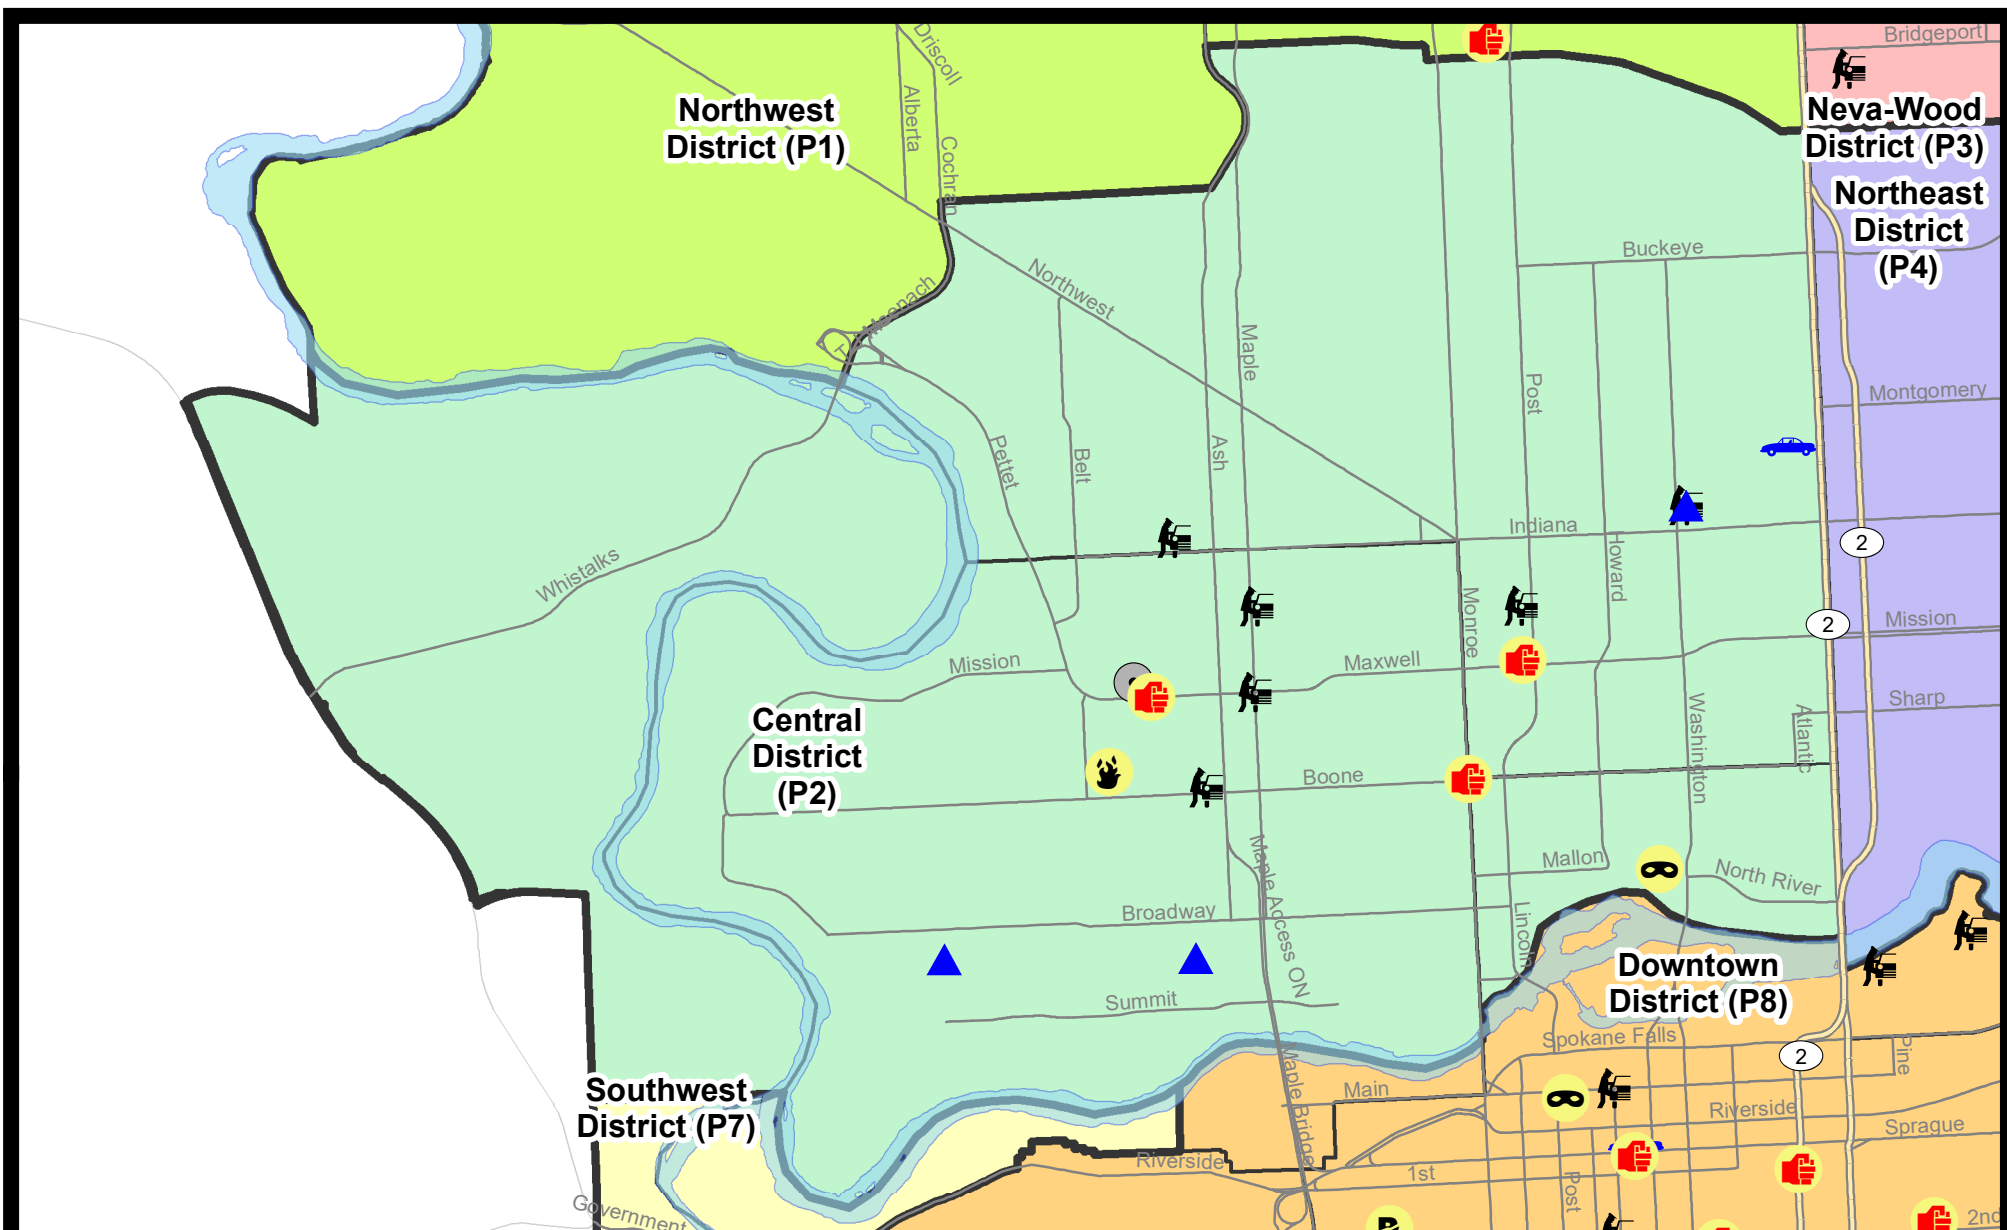 Bridgeport
Driscoll
Alberta
Northwest
District (P1)
Neva-Wood
District (P3)
Cochran
Northeast
District
(P4)
Buckeye
Northwest
Maple
Post
Montgomery
Pettet
Belt
Ash
Indiana
Howard
2
Whistalks
Monroe
2
Mission
Mission
Maxwell
Sharp
Central
District
(P2)
Washington
Atlantic
Boone
Mallon
North River
Maple Access ON
Broadway
Lincoln
Downtown
District (P8)
Summit
Spokane Falls
2
Pine
Maple Bridge
Main
Southwest
District (P7)
Riverside
Sprague
Riverside
1st
Post
Government
2nd